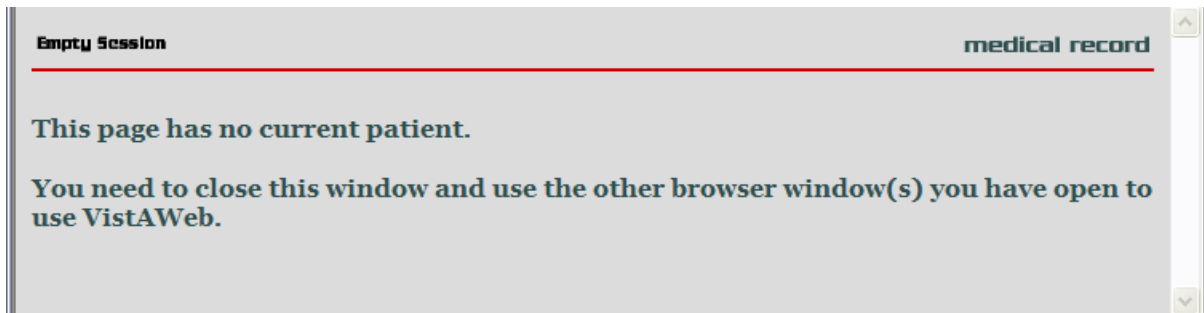 Empty Session
medical record
This page has no current patient.
You need to close this window and use the other browser window(s) you have open to
use VistAWeb.